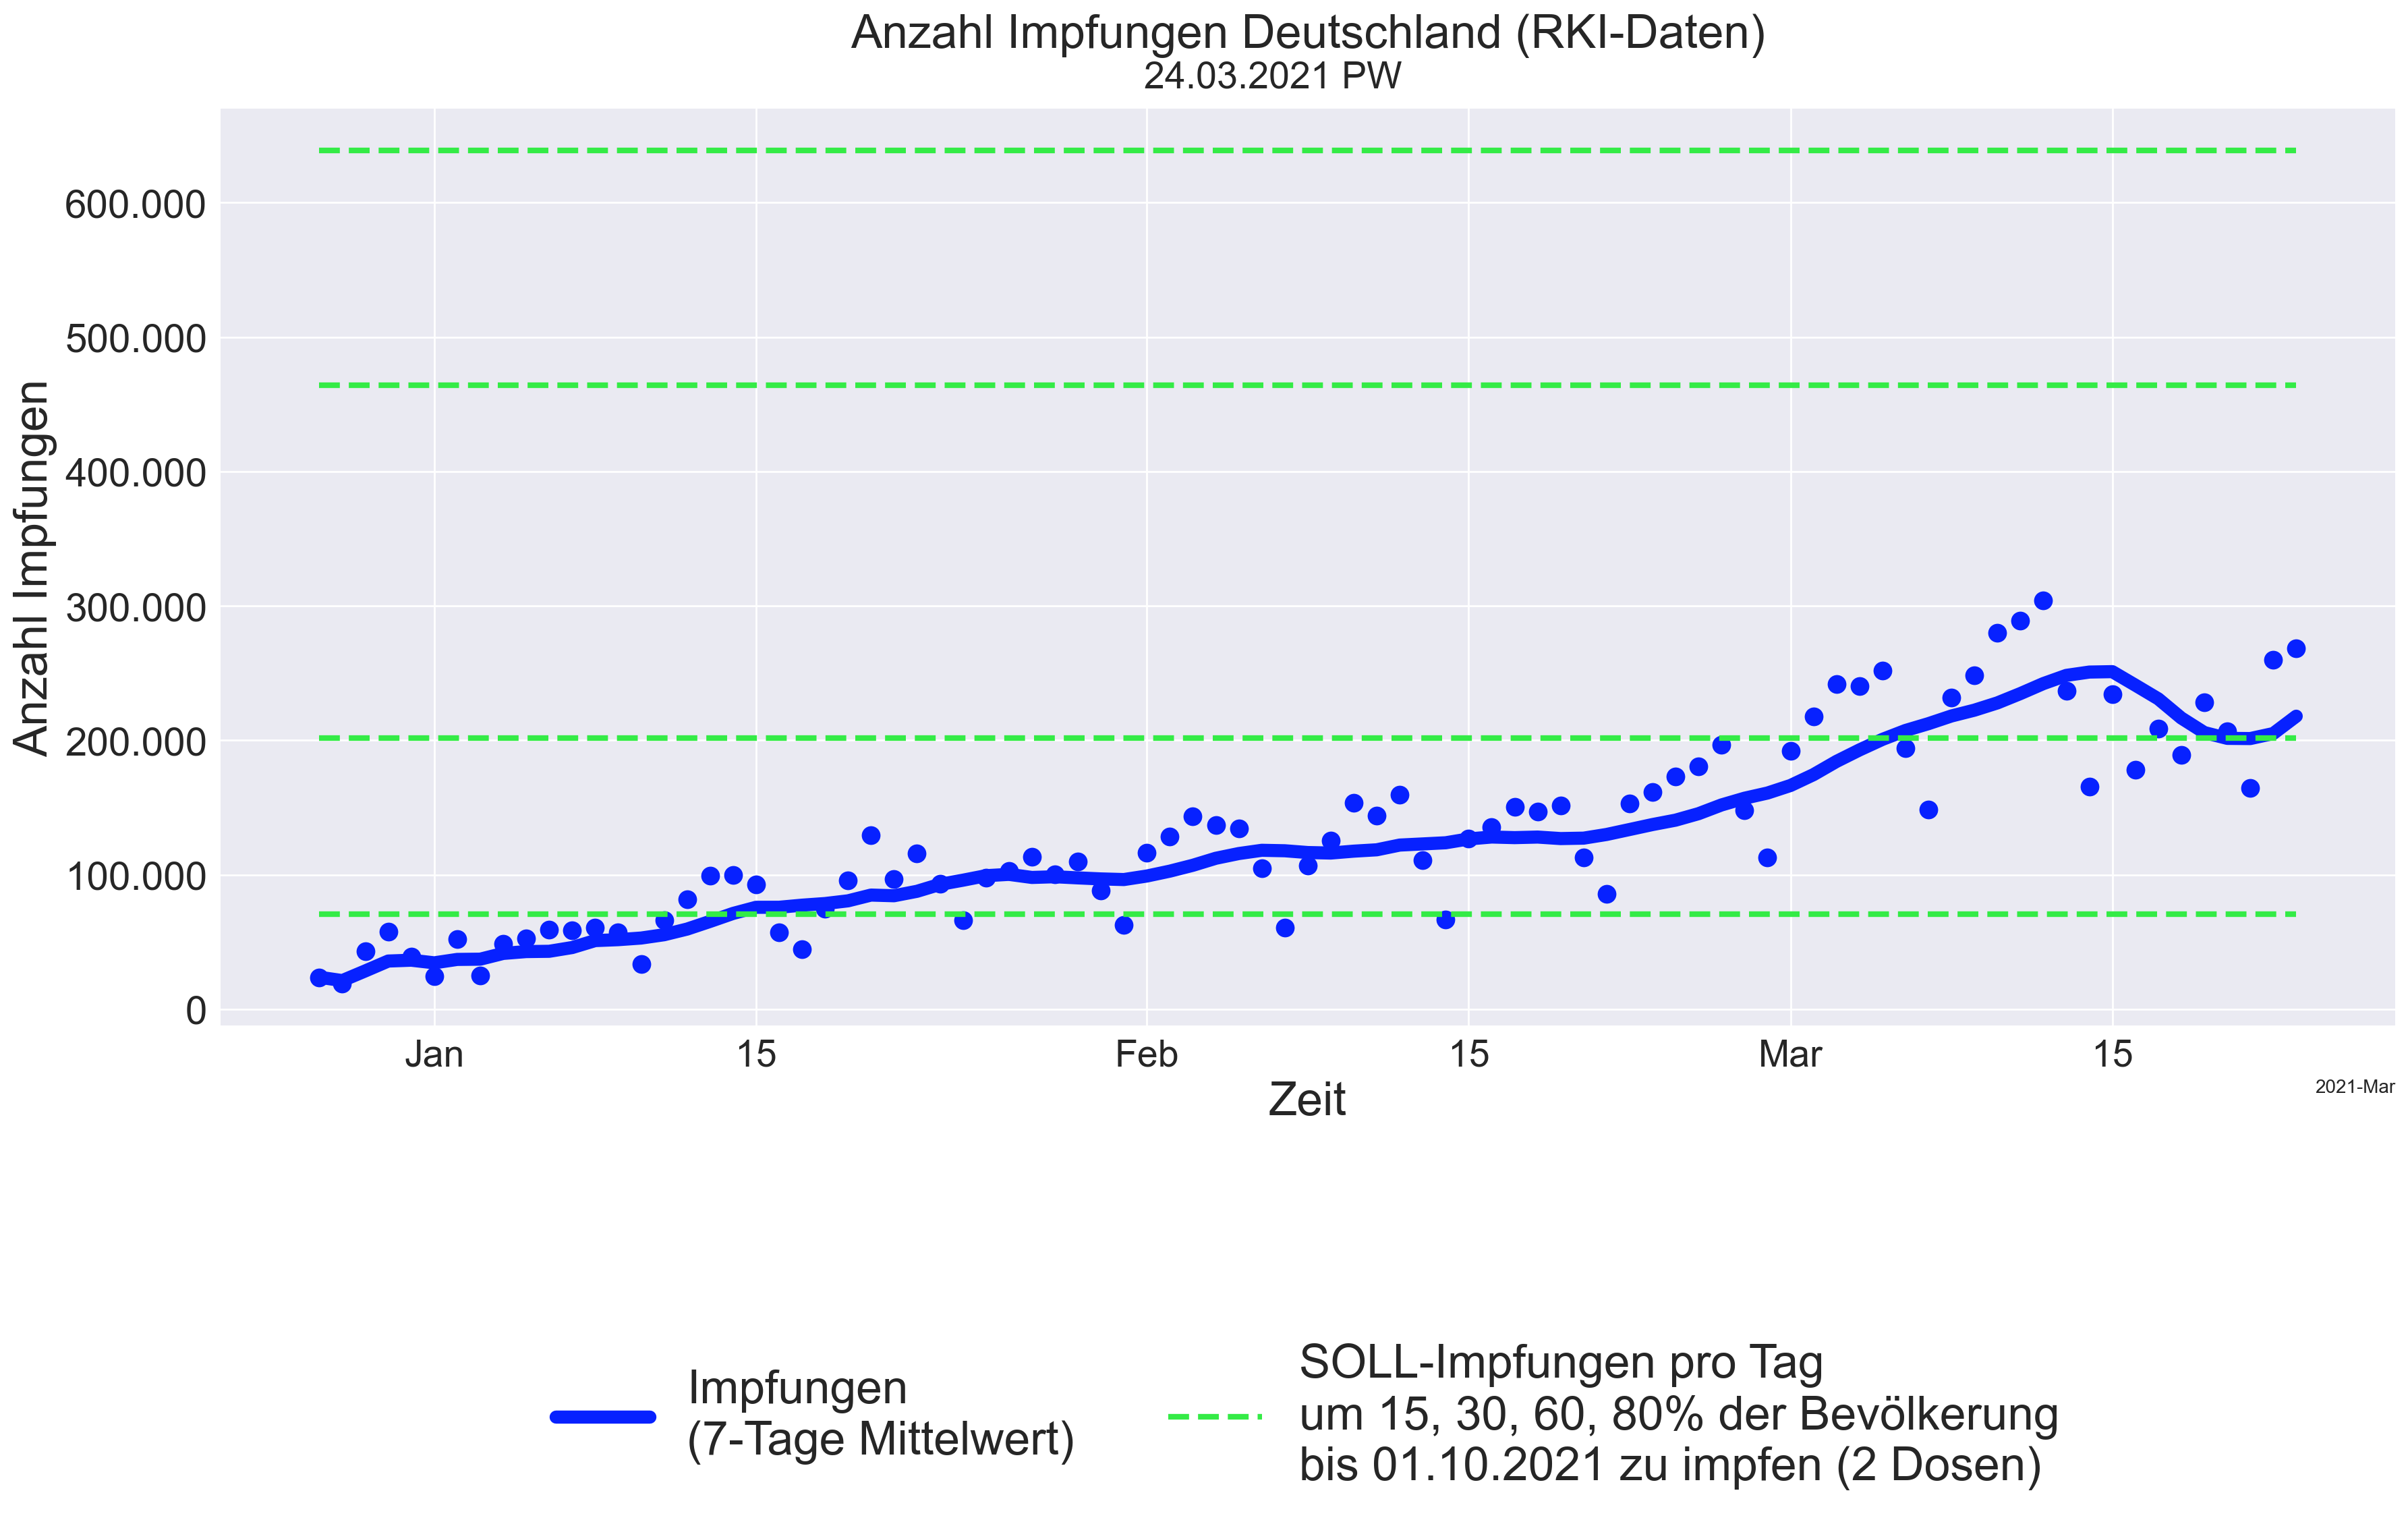 Anzahl Impfungen Deutschland (RKI-Daten)
24.03.2021 PW
Anzahl Impfungen
600.000
500.000
400.000
300.000
200.000
100.000
0
Jan
15
Feb
15
Mar
15
Zeit
2021-Mar
Impfungen
(7-Tage Mittelwert)
SOLL-Impfungen pro Tag
um 15, 30, 60, 80% der Bevölkerung
bis 01.10.2021 zu impfen (2 Dosen)